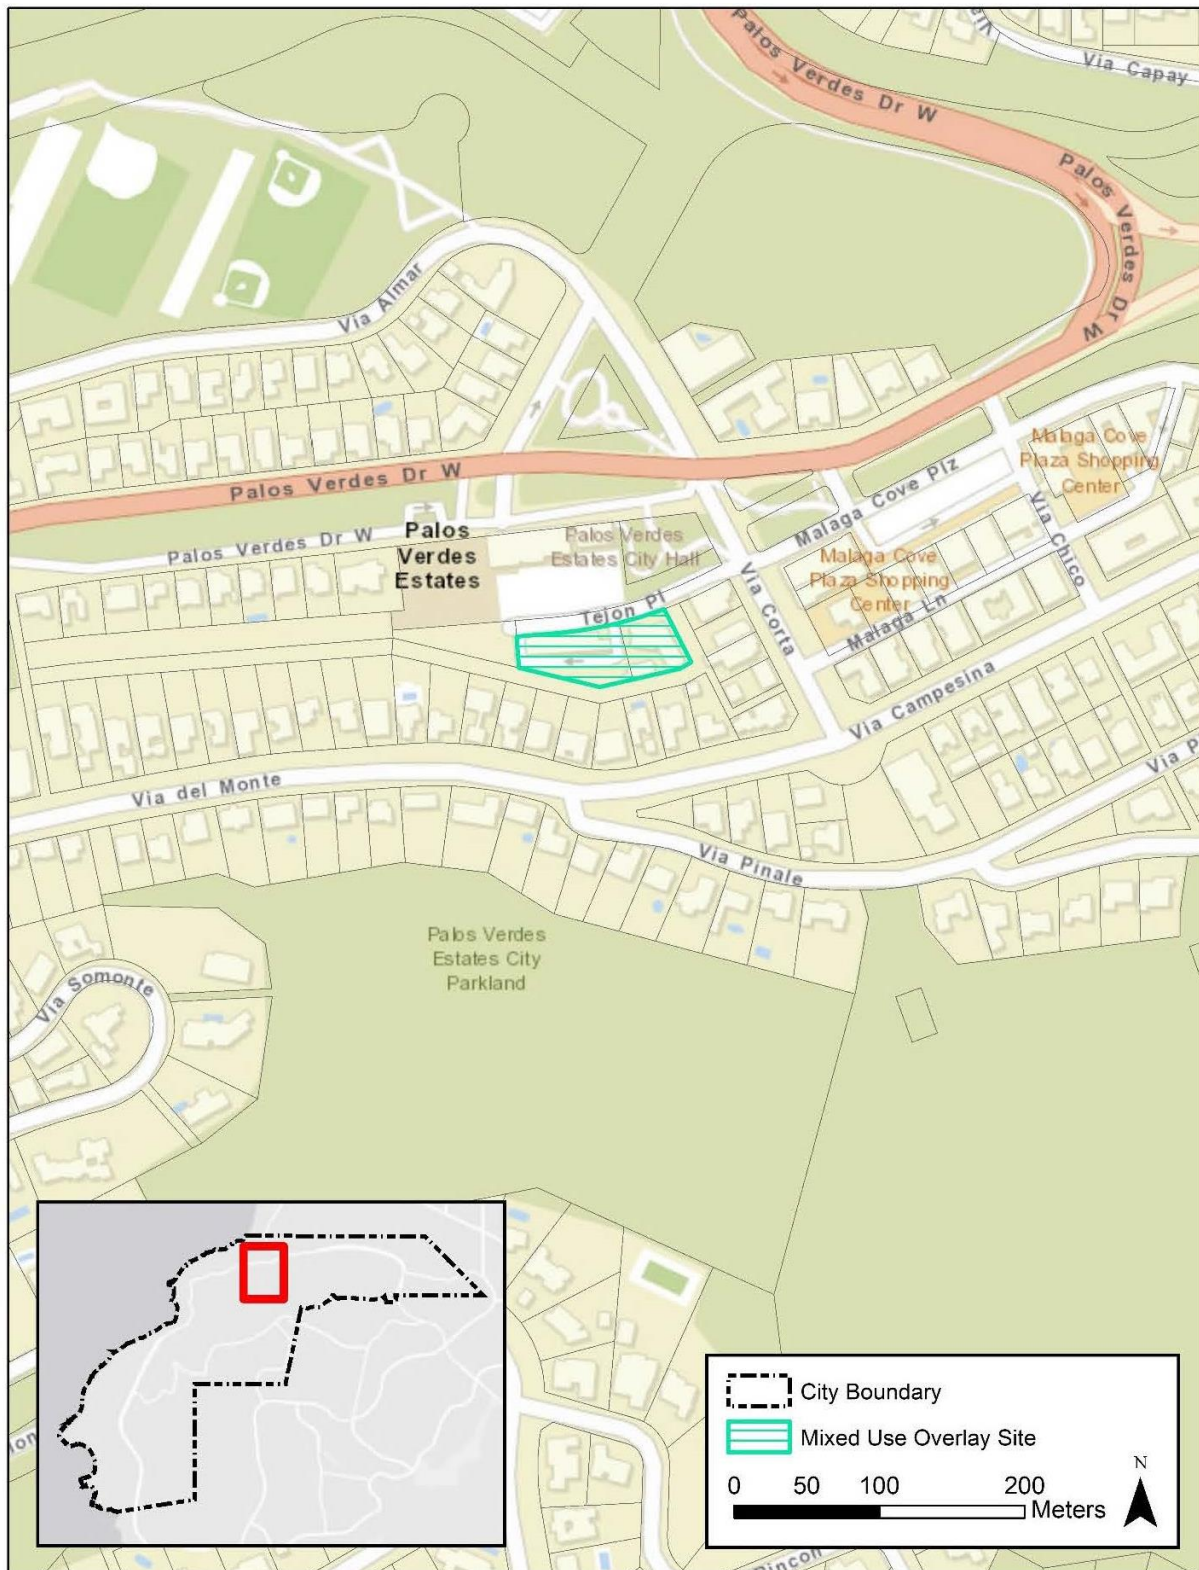 Palos Verdes Dr W
Via Capay
Palos Verdes Dr W
Via Almar
Malaga Cove
Plaza Shopping
Center
Palos Verdes Dr W
Malaga Cove Plz
Palos Verdes Dr W
Palos
Verdes
Estates
Palos Verdes
Estates City Hall
Via Chico
Malaga Cove
Plaza Shopping
Center
Via Corta
Tejon Pl
Malaga Ln
Via Campesina
Via P
Via del Monte
Via Pinale
Palos Verdes
Estates City
Parkland
Via Somonte
City Boundary
Mixed Use Overlay Site
N
0 50 100 200
Meters
Rincon